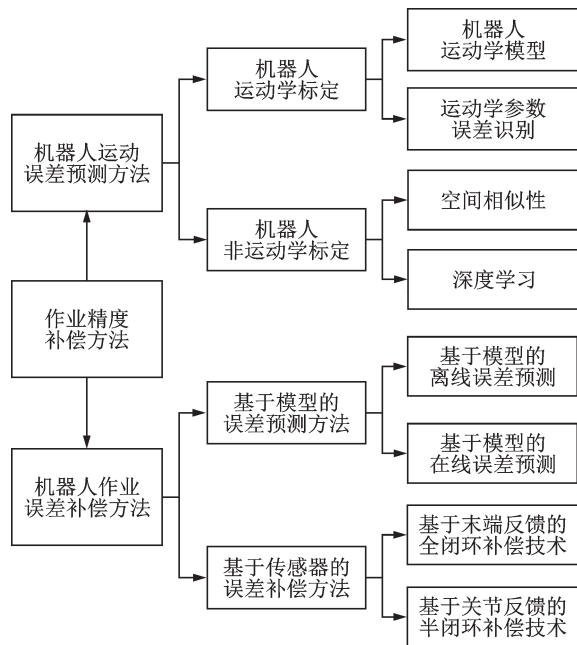 机器人
运动学模型
机器人
运动学标定
运动学参数
误差识别
机器人运动
误差预测方法
空间相似性
机器人
非运动学标定
深度学习
作业精度
补偿方法
基于模型的
离线误差预测
基于模型的
误差预测方法
基于模型的
在线误差预测
机器人作业
误差补偿方法
基于末端反馈的
全闭环补偿技术
基于传感器的
误差补偿方法
基于关节反馈的
半闭环补偿技术